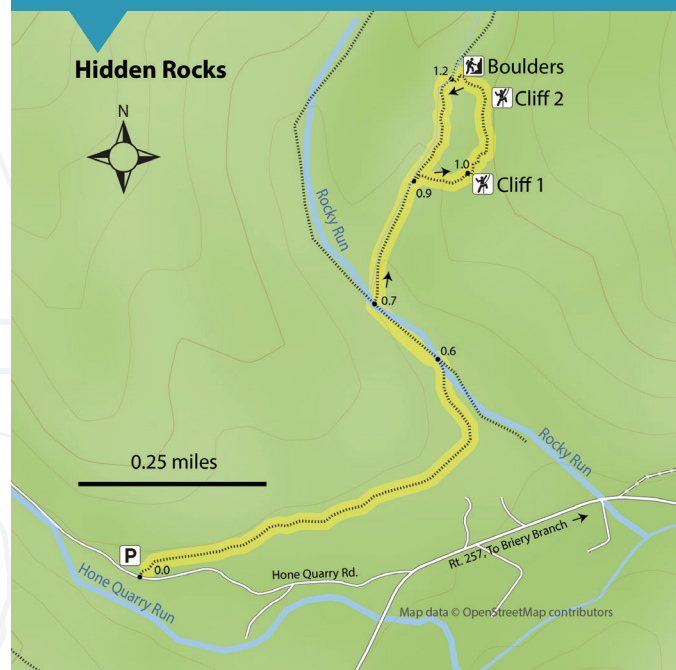 Hidden Rocks
N
1.2
Boulders
Cliff 2
1.0
Cliff 1
0.9
Rocky Run
0.7
0.6
0.25 miles
Rocky Run
P
0.0
Hone Quarry Rd.
Rt. 257, To Briery Branch
Hone Quarry Run
Map data © OpenStreetMap contributors